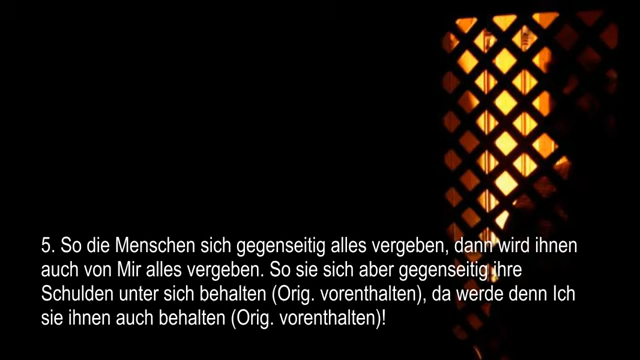 5. So die Menschen sich gegenseitig alles vergeben, dann wird ihnen
auch von Mir alles vergeben. So sie sich aber gegenseitig ihre
Schulden unter sich behalten (Orig. vorenthalten), da werde denn Ich
sie ihnen auch behalten (Orig. vorenthalten)!